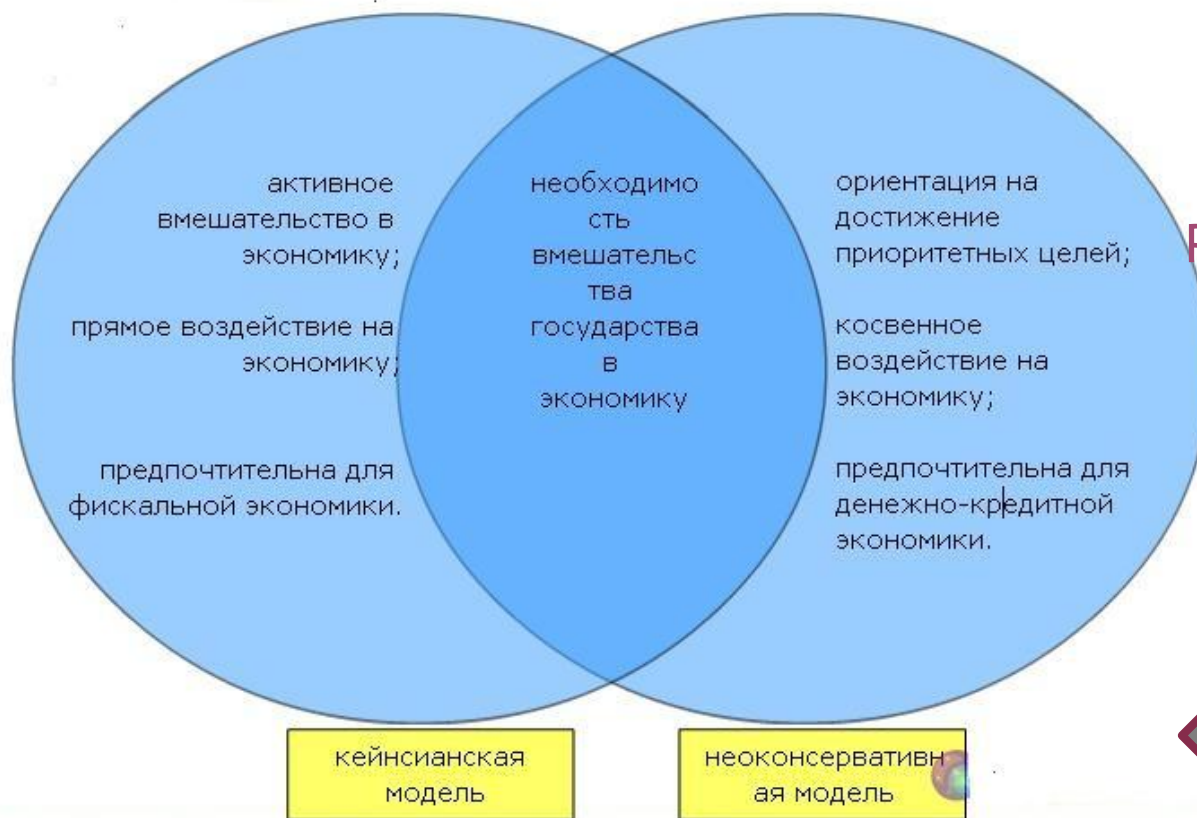 активное
вмешательство в
экономику;
прямое воздействие на
экономику;
предпочтительна для
фискальной экономики.
необходимо
сть
вмешательс
тва
государства
в
экономику
ориентация на
достижение
приоритетных целей;
косвенное
воздействие на
экономику;
предпочтительна для
денежно-кредитной
экономики.
кейнсианская
модель
неоконсервативн
ая модель